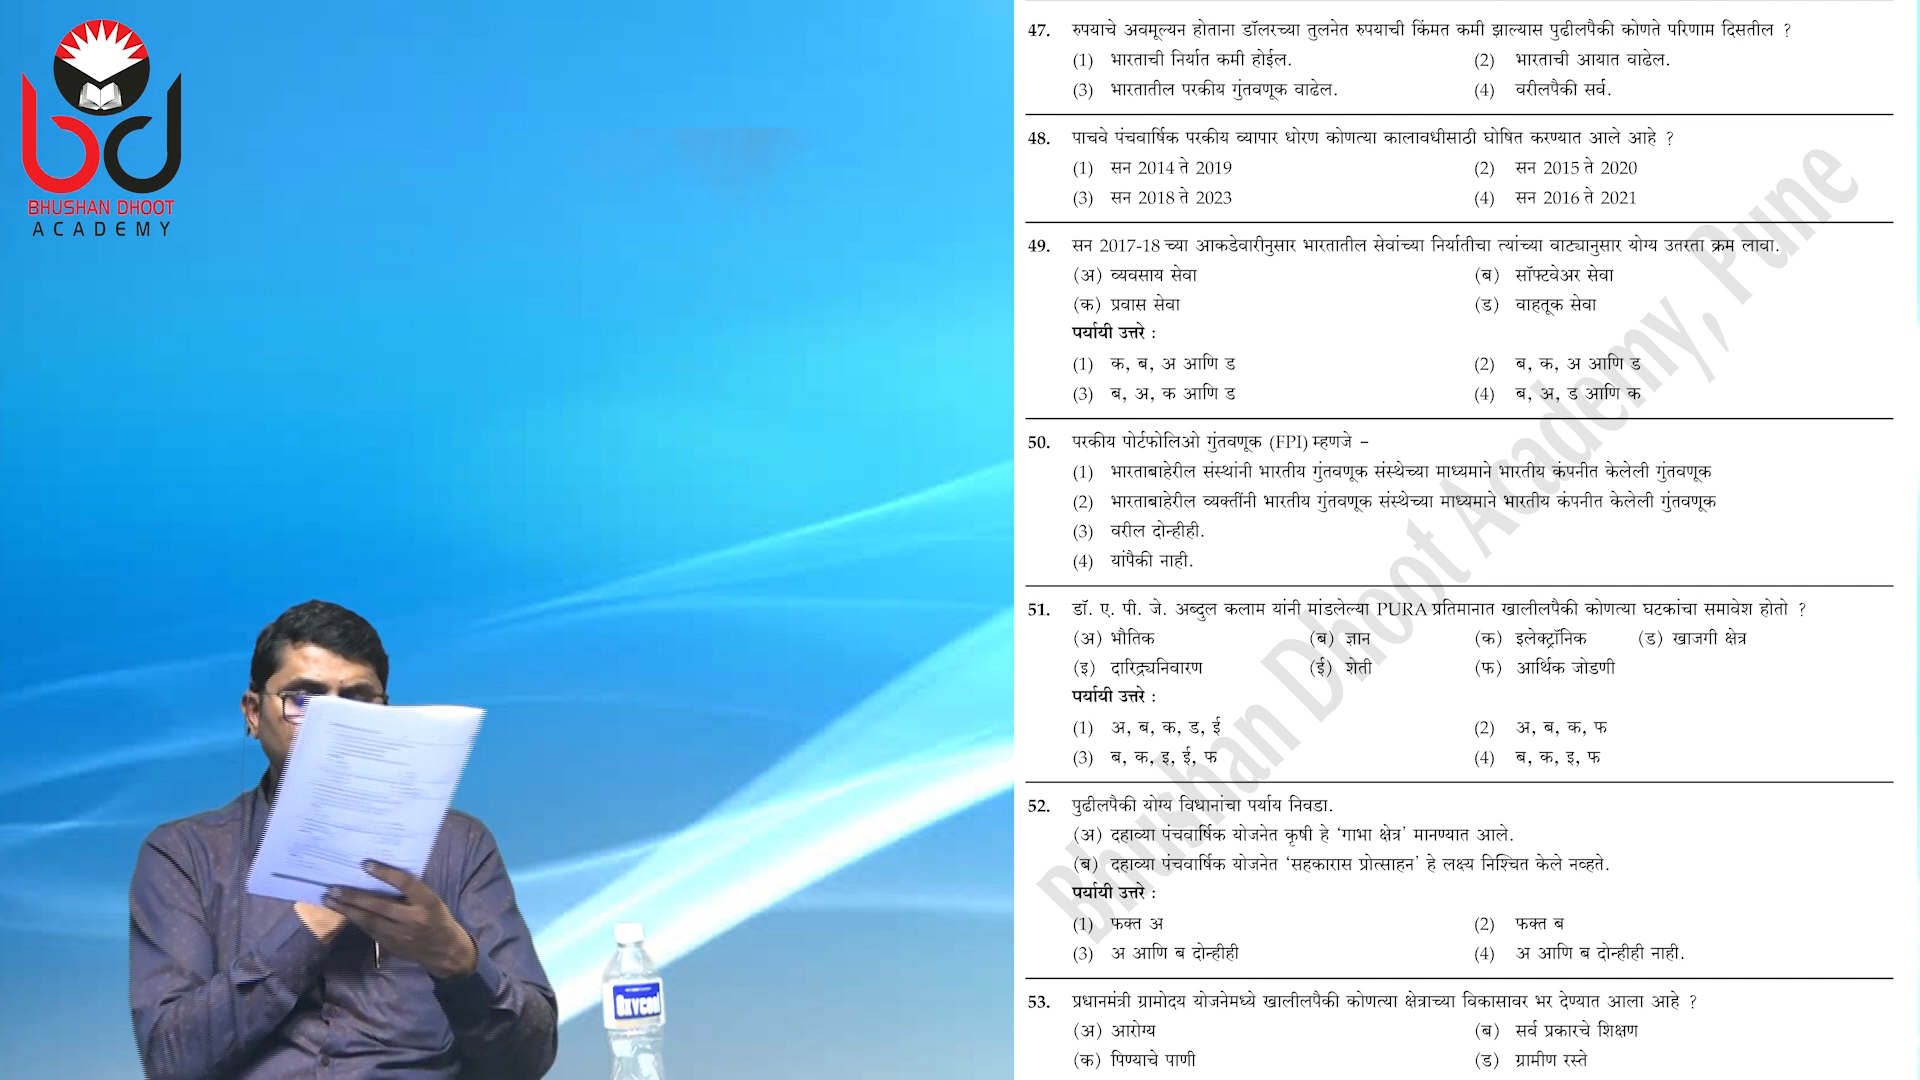 BHUSHAN DHOOT
ACADEMY
47. रुपयाचे अवमूल्यन होताना डॉलरच्या तुलनेत रुपयाची किंमत कमी झाल्यास पुढीलपैकी कोणते परिणाम दिसतील ?
(1) भारताची निर्यात कमी होईल. (2) भारताची आयात वाढेल.
(3) भारतातील परकीय गुंतवणूक वाढेल. (4) वरीलपैकी सर्व.
48. पाचवे पंचवार्षिक परकीय व्यापार धोरण कोणत्या कालावधीसाठी घोषित करण्यात आले आहे ?
(1) सन 2014 ते 2019 (2) सन 2015 ते 2020
(3) सन 2018 ते 2023 (4) सन 2016 ते 2021
49. सन 2017-18 च्या आकडेवारीनुसार भारतातील सेवांच्या निर्यातीचा त्यांच्या वाट्यानुसार योग्य उतरता क्रम लावा.
(अ) व्यवसाय सेवा (ब) सॉफ्टवेअर सेवा
(क) प्रवास सेवा (ड) वाहतूक सेवा
पर्यायी उत्तरे :
(1) क, ब, अ आणि ड (2) ब, क, अ आणि ड
(3) ब, अ, क आणि ड (4) ब, अ, ड आणि क
50. परकीय पोर्टफोलिओ गुंतवणूक (FPI) म्हणजे –
(1) भारताबाहेरील संस्थांनी भारतीय गुंतवणूक संस्थेच्या माध्यमाने भारतीय कंपनीत केलेली गुंतवणूक
(2) भारताबाहेरील व्यक्तींनी भारतीय गुंतवणूक संस्थेच्या माध्यमाने भारतीय कंपनीत केलेली गुंतवणूक
(3) वरील दोन्हीही.
(4) यांपैकी नाही.
51. डॉ. ए. पी. जे. अब्दुल कलाम यांनी मांडलेल्या PURA प्रतिमानात खालीलपैकी कोणत्या घटकांचा समावेश होतो ?
(अ) भौतिक (ब) ज्ञान (क) इलेक्ट्रॉनिक (ड) खाजगी क्षेत्र
(इ) दारिद्र्यनिवारण (ई) शेती (फ) आर्थिक जोडणी
पर्यायी उत्तरे :
(1) अ, ब, क, ड, ई (2) अ, ब, क, फ
(3) ब, क, इ, ई, फ (4) ब, क, इ, फ
52. पुढीलपैकी योग्य विधानांचा पर्याय निवडा.
(अ) दहाव्या पंचवार्षिक योजनेत कृषी हे ‘गाभा क्षेत्र’ मानण्यात आले.
(ब) दहाव्या पंचवार्षिक योजनेत ‘सहकारास प्रोत्साहन’ हे लक्ष्य निश्चित केले नव्हते.
पर्यायी उत्तरे :
(1) फक्त अ (2) फक्त ब
(3) अ आणि ब दोन्हीही (4) अ आणि ब दोन्हीही नाही.
53. प्रधानमंत्री ग्रामोदय योजनेमध्ये खालीलपैकी कोणत्या क्षेत्राच्या विकासावर भर देण्यात आला आहे ?
(अ) आरोग्य (ब) सर्व प्रकारचे शिक्षण
(क) पिण्याचे पाणी (ड) ग्रामीण रस्ते
Bhushan Dhoot Academy, Pune
Oxycool